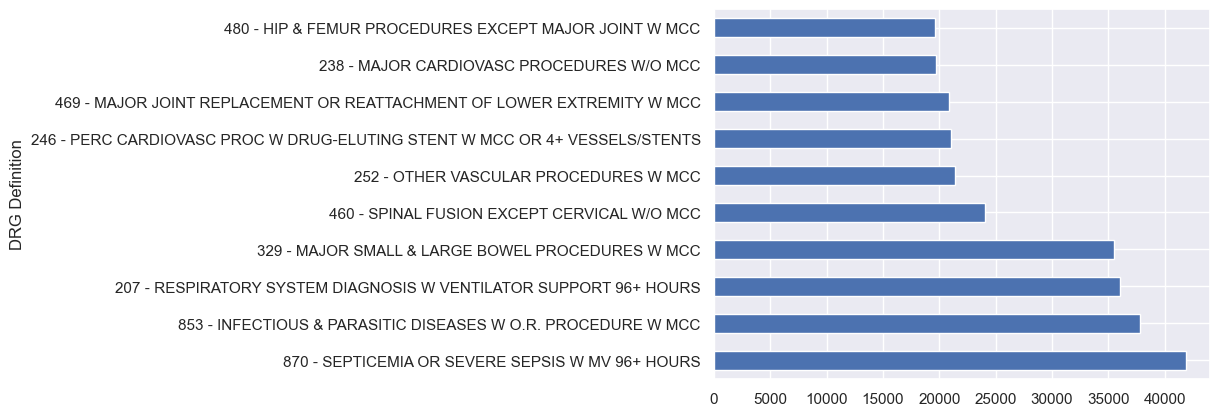 480 - HIP & FEMUR PROCEDURES EXCEPT MAJOR JOINT W MCC
238 - MAJOR CARDIOVASC PROCEDURES W/O MCC
469 - MAJOR JOINT REPLACEMENT OR REATTACHMENT OF LOWER EXTREMITY W MCC
246 - PERC CARDIOVASC PROC W DRUG-ELUTING STENT W MCC OR 4+ VESSELS/STENTS
252 - OTHER VASCULAR PROCEDURES W MCC
460 - SPINAL FUSION EXCEPT CERVICAL W/O MCC
329 - MAJOR SMALL & LARGE BOWEL PROCEDURES W MCC
207 - RESPIRATORY SYSTEM DIAGNOSIS W VENTILATOR SUPPORT 96+ HOURS
853 - INFECTIOUS & PARASITIC DISEASES W O.R. PROCEDURE W MCC
870 - SEPTICEMIA OR SEVERE SEPSIS W MV 96+ HOURS
DRG Definition
0 5000 10000 15000 20000 25000 30000 35000 40000